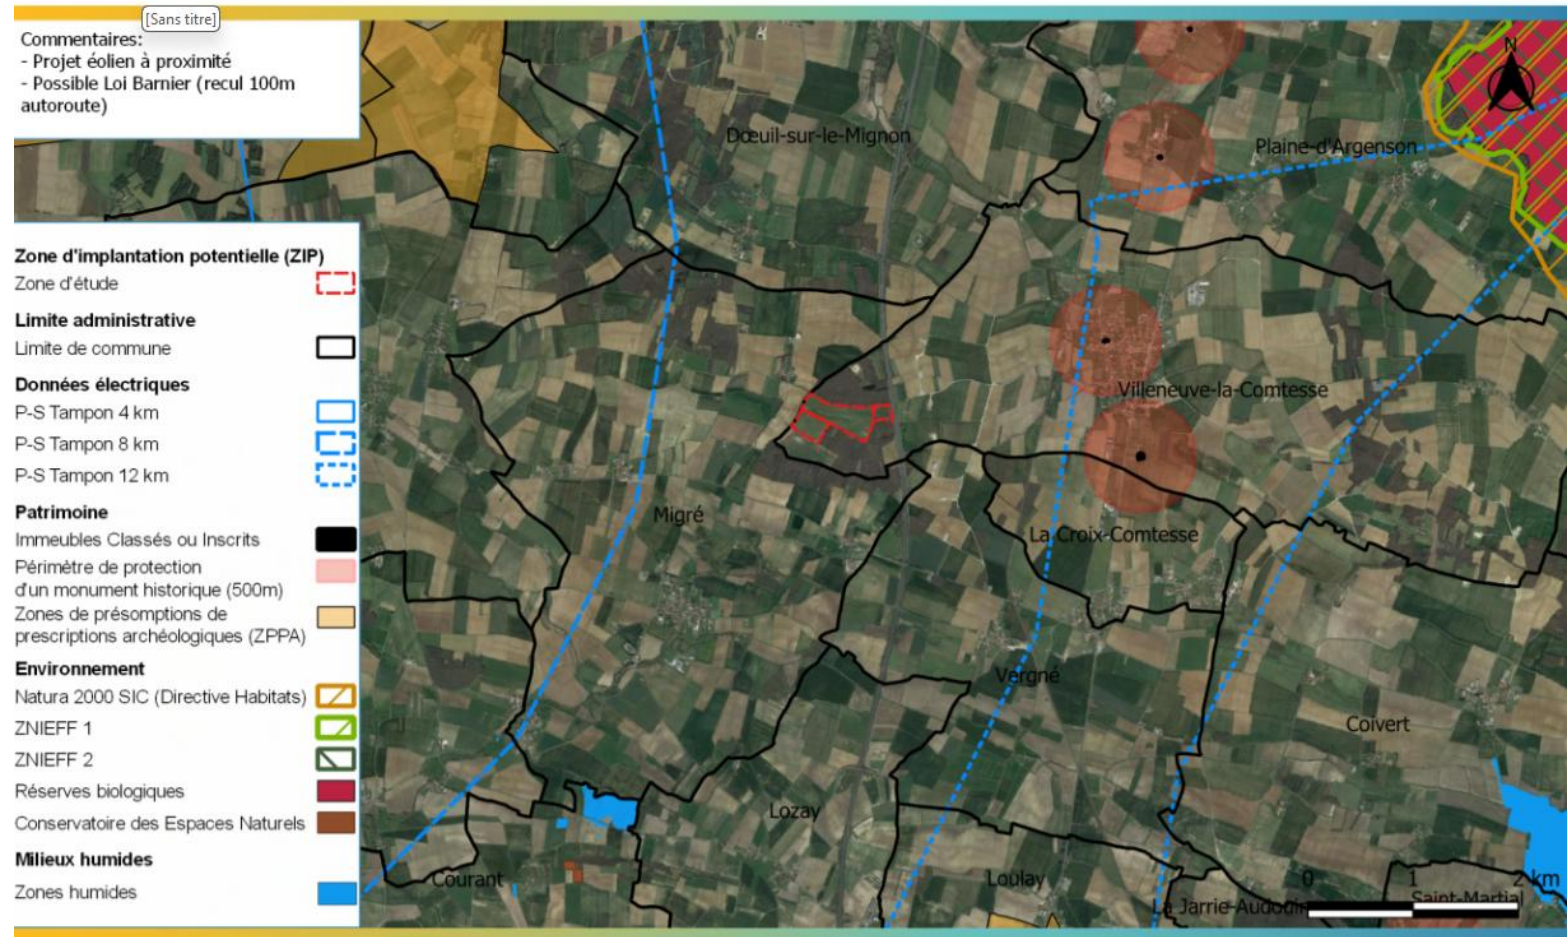 [Sans titre]
Commentaires:
- Projet éolien à proximité
- Possible Loi Barnier (recul 100m
autoroute)
N
Dœuil-sur-le-Mignon
Plaine-d'Argenson
Zone d'implantation potentielle (ZIP)
Zone d'étude
Limite administrative
Limite de commune
Données électriques
P-S Tampon 4 km
P-S Tampon 8 km
P-S Tampon 12 km
Patrimoine
Immeubles Classés ou Inscrits
Périmètre de protection
d'un monument historique (500m)
Zones de présomptions de
prescriptions archéologiques (ZPPA)
Environnement
Natura 2000 SIC (Directive Habitats)
ZNIEFF 1
ZNIEFF 2
Réserves biologiques
Conservatoire des Espaces Naturels
Milieux humides
Zones humides
Villeneuve-la-Comtesse
Migré
La Croix-Comtesse
Vergné
Coivert
Lozay
Courant
Loulay
0 1 2 km
La Jarrie-Audouin
Saint-Martial